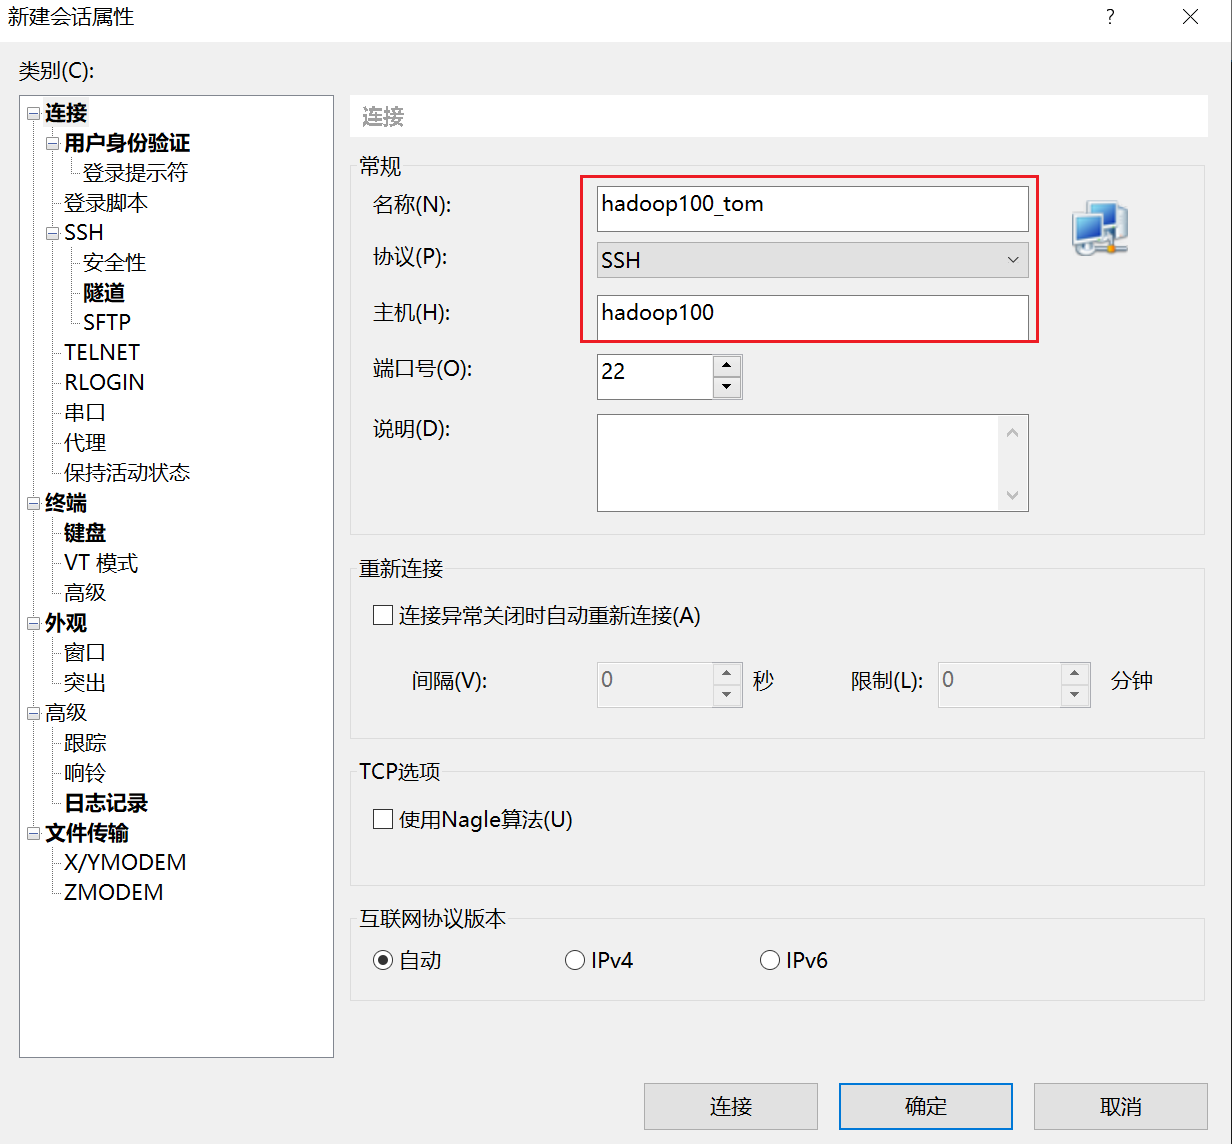 新建会话属性
?
类别(C):
连接
用户身份验证
登录提示符
登录脚本
SSH
安全性
隧道
SFTP
TELNET
RLOGIN
串口
代理
保持活动状态
终端
键盘
VT 模式
高级
外观
窗口
突出
高级
跟踪
响铃
日志记录
文件传输
X/YMODEM
ZMODEM
连接
常规
名称(N): hadoop100_tom
协议(P): SSH
主机(H): hadoop100
端口号(O): 22
说明(D):
重新连接
连接异常关闭时自动重新连接(A)
间隔(V): 0 秒 限制(L): 0 分钟
TCP选项
使用Nagle算法(U)
互联网协议版本
自动 IPv4 IPv6
连接 确定 取消